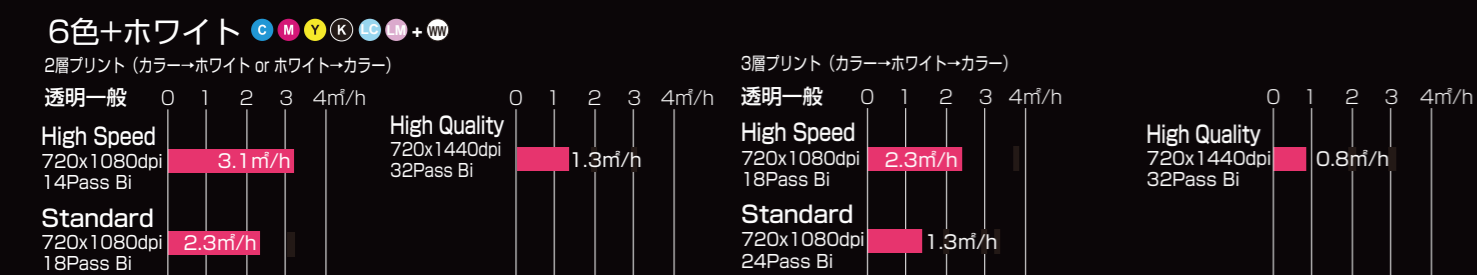 6色+ホワイト C M Y K LC LM + WW
2層プリント（カラー→ホワイト or ホワイト→カラー）
透明一般 0 1 2 3 4㎡/h
High Speed
720x1080dpi 3.1㎡/h
14Pass Bi
Standard
720x1080dpi 2.3㎡/h
18Pass Bi
0 1 2 3 4㎡/h
High Quality
720x1440dpi 1.3㎡/h
32Pass Bi
3層プリント（カラー→ホワイト→カラー）
透明一般 0 1 2 3 4㎡/h
High Speed
720x1080dpi 2.3㎡/h
18Pass Bi
Standard
720x1080dpi 1.3㎡/h
24Pass Bi
0 1 2 3 4㎡/h
High Quality
720x1440dpi 0.8㎡/h
32Pass Bi